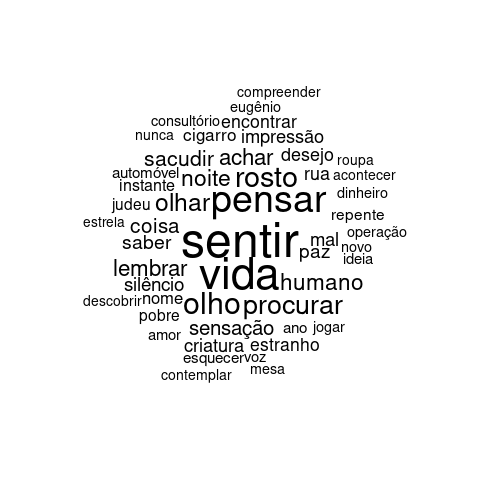 compreender
eugênio
consultório encontrar
nunca cigarro impressão
sacudir achar desejo roupa
automóvel noite rosto rua acontecer
instante dinheiro
judeu olhar pensar repente
estrela coisa operação
saber sentir mal novo
paz ideia
lembrar vida humano
silêncio
descobrir nome olho procurar
pobre
amor sensação ano jogar
criatura estranho
esquecer voz
contemplar mesa